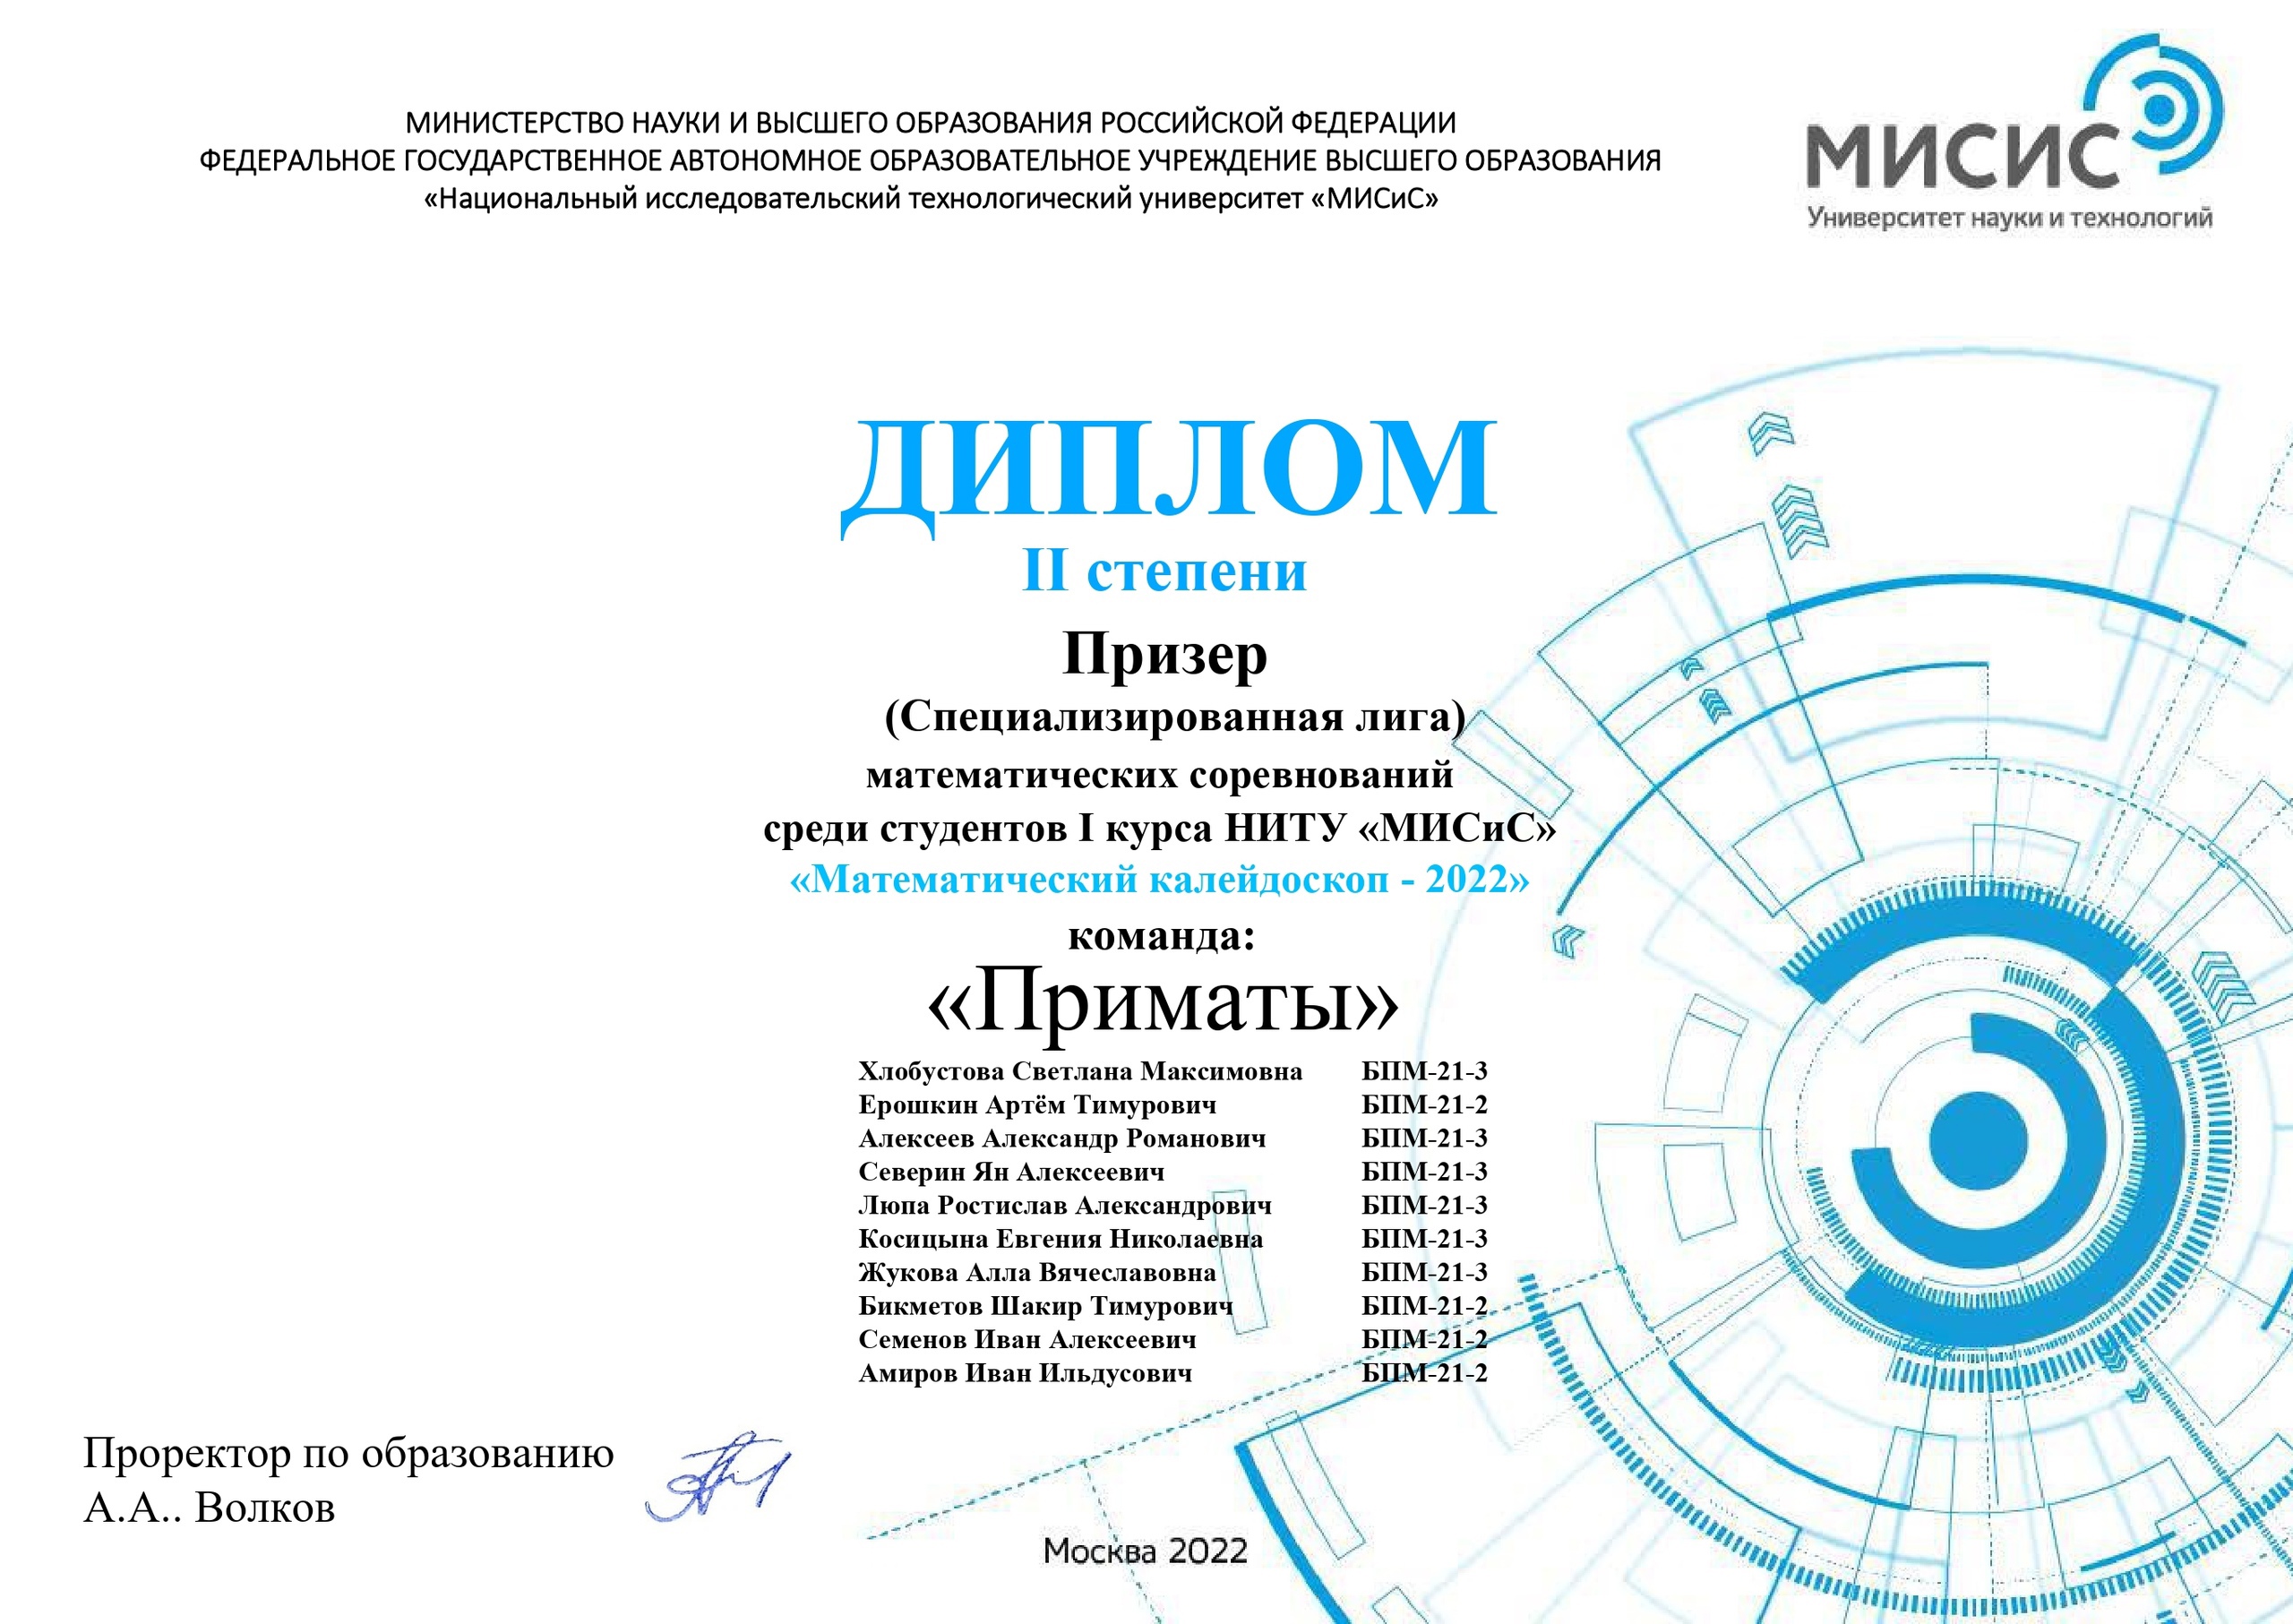 МИНИСТЕРСТВО НАУКИ И ВЫСШЕГО ОБРАЗОВАНИЯ РОССИЙСКОЙ ФЕДЕРАЦИИ
ФЕДЕРАЛЬНОЕ ГОСУДАРСТВЕННОЕ АВТОНОМНОЕ ОБРАЗОВАТЕЛЬНОЕ УЧРЕЖДЕНИЕ ВЫСШЕГО ОБРАЗОВАНИЯ
«Национальный исследовательский технологический университет «МИСиС»
МИСИС
Университет науки и технологий
ДИПЛОМ
II степени
Призер
(Специализированная лига)
математических соревнований
среди студентов I курса НИТУ «МИСиС»
«Математический калейдоскоп - 2022»
команда:
«Приматы»
Хлобустова Светлана Максимовна БПМ-21-3
Ерошкин Артём Тимурович БПМ-21-2
Алексеев Александр Романович БПМ-21-3
Северин Ян Алексеевич БПМ-21-3
Люпа Ростислав Александрович БПМ-21-3
Косицына Евгения Николаевна БПМ-21-3
Жукова Алла Вячеславовна БПМ-21-3
Бикметов Шакир Тимурович БПМ-21-2
Семенов Иван Алексеевич БПМ-21-2
Амиров Иван Ильдусович БПМ-21-2
Проректор по образованию
А.А.. Волков
Москва 2022